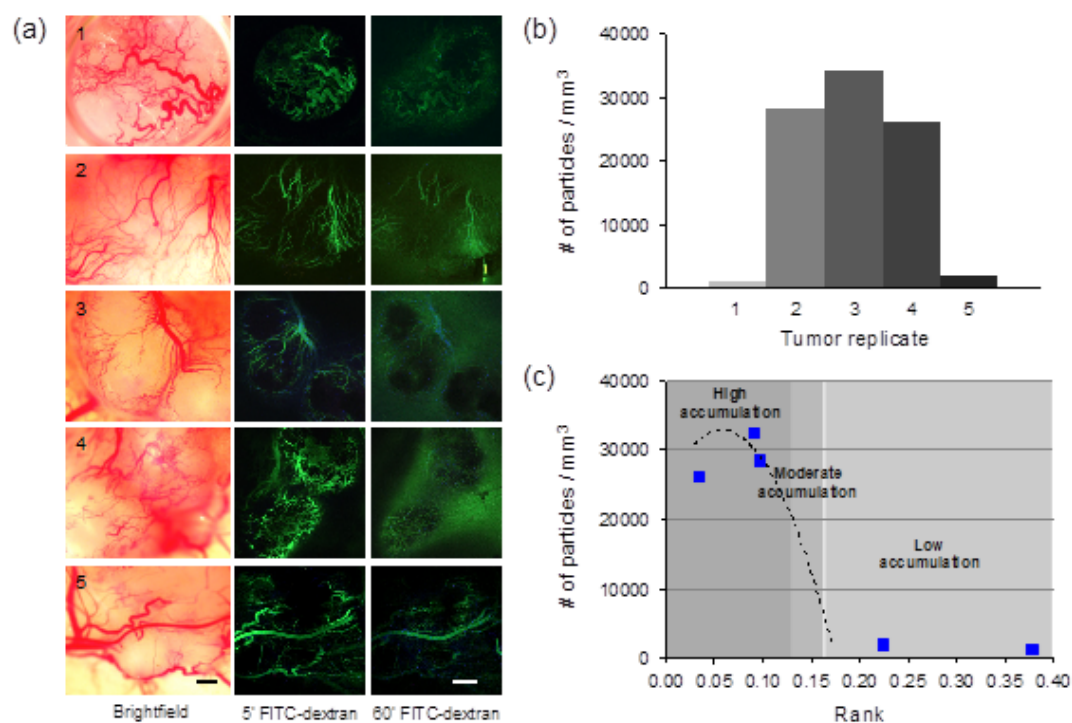 (a)
1
2
3
4
5
Brightfield
5' FITC-dextran
60' FITC-dextran
(b)
# of particles / mm³
40000
30000
20000
10000
0
1 2 3 4 5
Tumor replicate
(c)
# of particles / mm³
40000
30000
20000
10000
0
High
accumulation
Moderate
accumulation
Low
accumulation
0.00 0.05 0.10 0.15 0.20 0.25 0.30 0.35 0.40
Rank